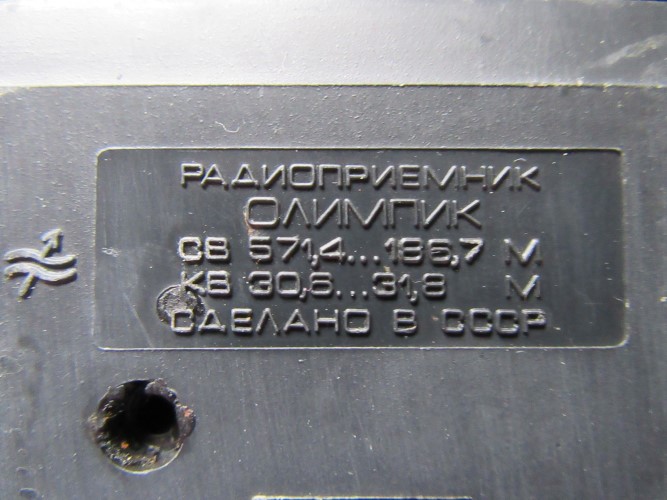 РАДИОПРИЕМНИК
ОЛИМПИК
СВ 571,4...186,7 М
КВ 30,6...31,8 М
СДЕЛАНО В СССР